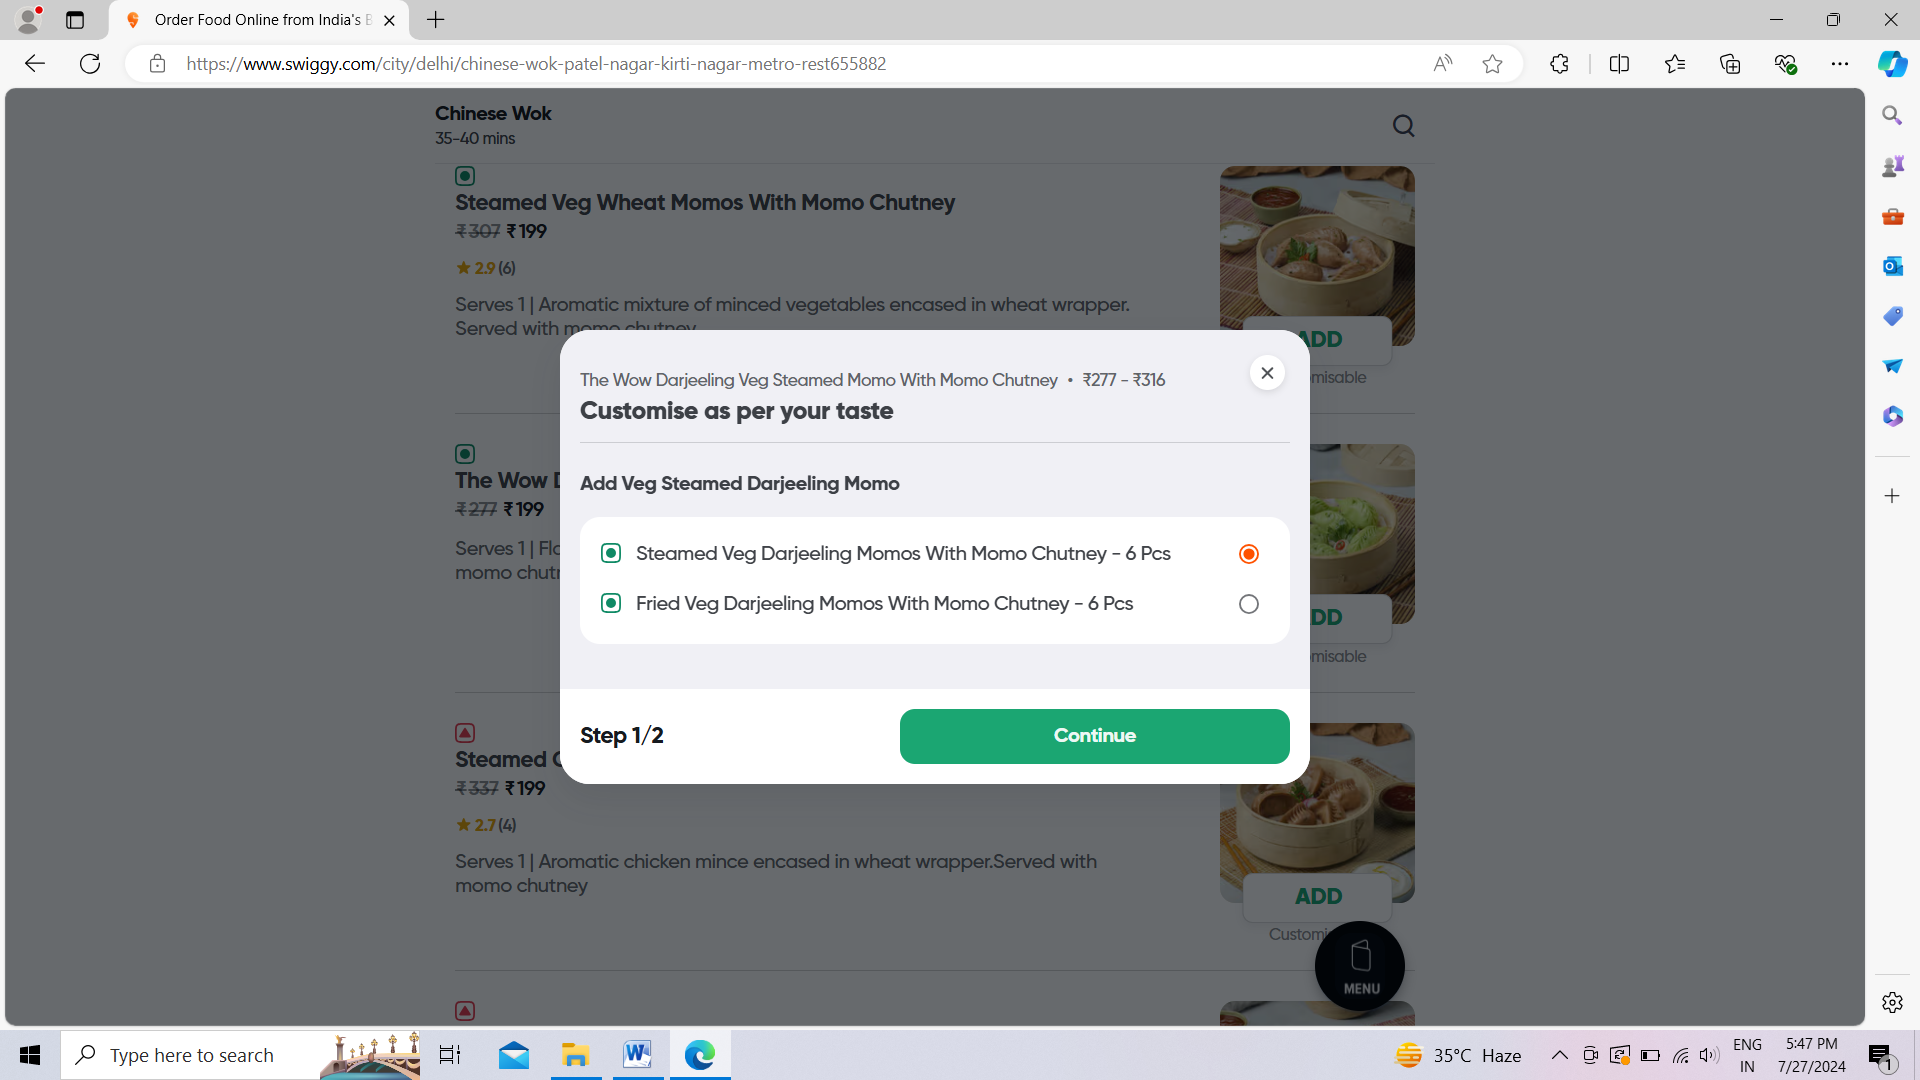 Order Food Online from India's B
https://www.swiggy.com/city/delhi/chinese-wok-patel-nagar-kirti-nagar-metro-rest655882
Chinese Wok
35-40 mins
Steamed Veg Wheat Momos With Momo Chutney
₹307 ₹199
2.9 (6)
Serves 1 | Aromatic mixture of minced vegetables encased in wheat wrapper.
Served with momo chutney
ADD
misable
The Wow Darjeeling Veg Steamed Momo With Momo Chutney • ₹277 - ₹316
Customise as per your taste
Add Veg Steamed Darjeeling Momo
Steamed Veg Darjeeling Momos With Momo Chutney - 6 Pcs
Fried Veg Darjeeling Momos With Momo Chutney - 6 Pcs
Step 1/2
Continue
The Wow D
₹277 ₹199
Serves 1 | Fl
momo chutn
DD
misable
Steamed C
₹337 ₹199
2.7 (4)
Serves 1 | Aromatic chicken mince encased in wheat wrapper.Served with
momo chutney
ADD
Customi
MENU
Type here to search
35°C Haze
ENG
IN
5:47 PM
7/27/2024
1